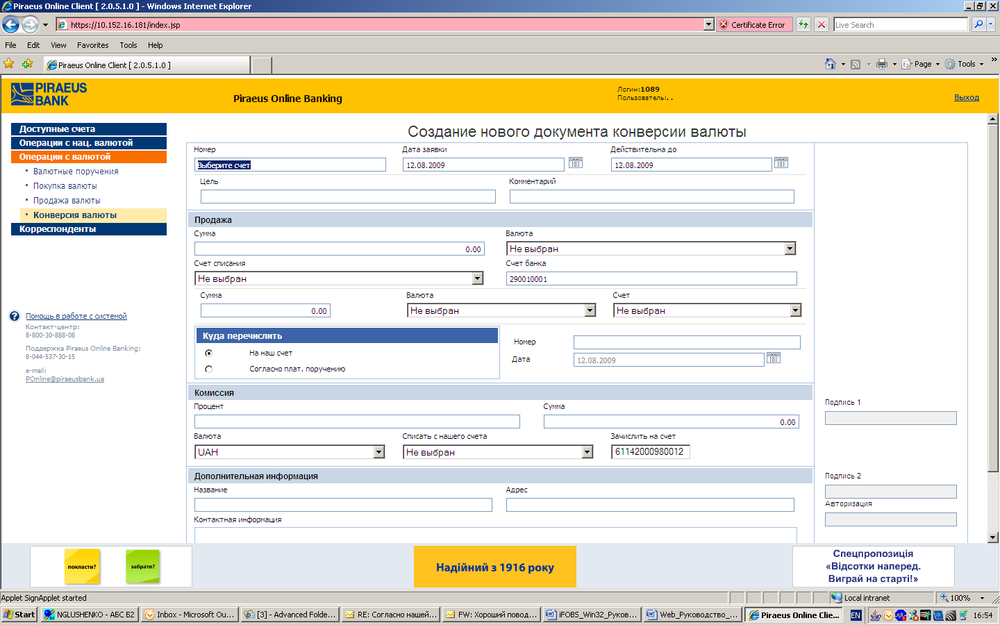 Piraeus Online Client [ 2.0.5.1.0 ] - Windows Internet Explorer
https://10.152.16.181/index.jsp
Certificate Error
Live Search
File Edit View Favorites Tools Help
Piraeus Online Client [ 2.0.5.1.0 ]
Page
Tools
PIRAEUS
BANK
Piraeus Online Banking
Логин:1089
Пользователь:. .
Выход
Доступные счета
Операции с нац. валютой
Операции с валютой
Валютные поручения
Покупка валюты
Продажа валюты
Конверсия валюты
Корреспонденты
Помощь в работе с системой
Контакт-центр:
8-800-30-888-08
Поддержка Piraeus Online Banking:
8-044-537-30-15
e-mail:
POnline@piraeusbank.ua
Создание нового документа конверсии валюты
Номер Дата заявки Действительна до
Выберите счет 12.08.2009 12.08.2009
Цель Комментарий
Продажа
Сумма Валюта
0.00 Не выбран
Счет списания Счет банка
Не выбран 290010001
Сумма Валюта Счет
0.00 Не выбран Не выбран
Куда перечислить
На наш счет
Согласно плат. поручению
Номер
Дата 12.08.2009
Комиссия
Процент Сумма
0.00
Валюта Списать с нашего счета Зачислить на счет
UAH Не выбран 61142000980012
Дополнительная информация
Название Адрес
Контактная информация
Подпись 1
Подпись 2
Авторизация
покласти?
забрати?
Надійний з 1916 року
Спецпропозиція
«Відсотки наперед.
Виграй на старті!»
Applet SignApplet started
Local intranet
100%
Start
NGLUSHENKO - АБС Б2
Inbox - Microsoft Ou...
[3] - Advanced Folde...
RE: Согласно нашей...
FW: Хороший повод...
iFOBS_Win32_Руков...
Web_Руководство_...
Piraeus Online Clie...
EN
16:54